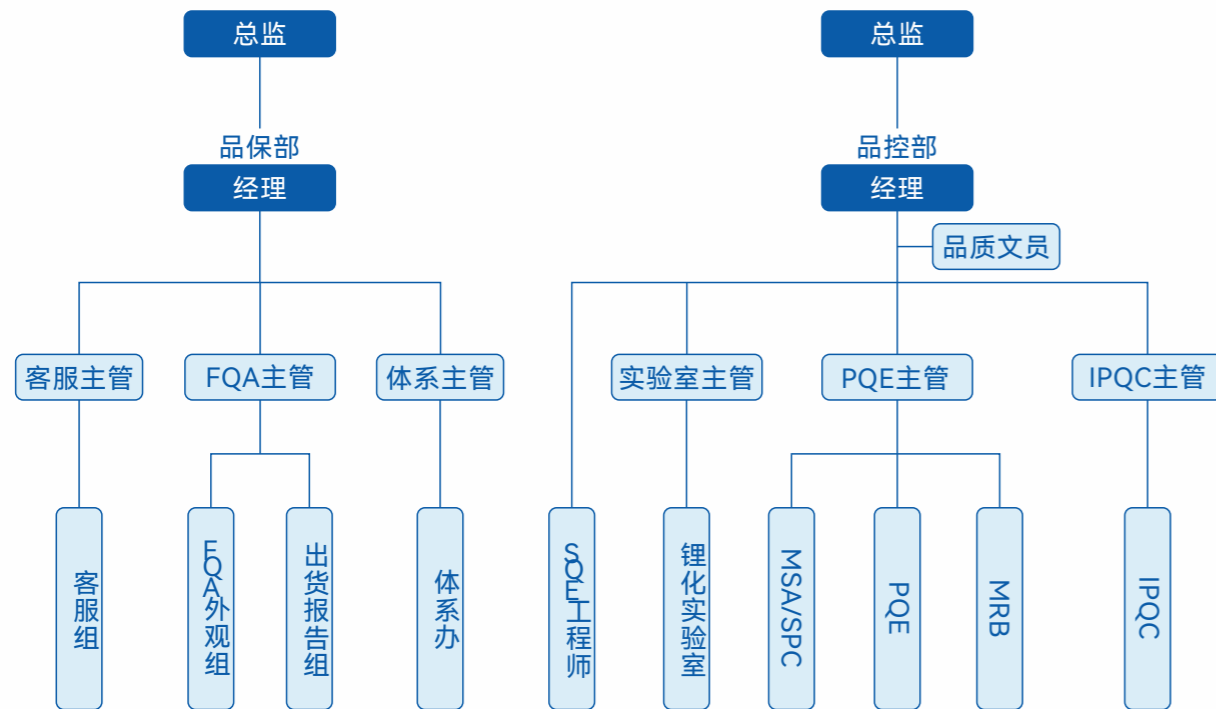 总监
总监
品保部
品控部
经理
经理
品质文员
客服主管
FQA主管
体系主管
实验室主管
PQE主管
IPQC主管
客服组
FQA外观组
出货报告组
体系办
SQE工程师
锂化实验室
MSA/SPC
PQE
MRB
IPQC